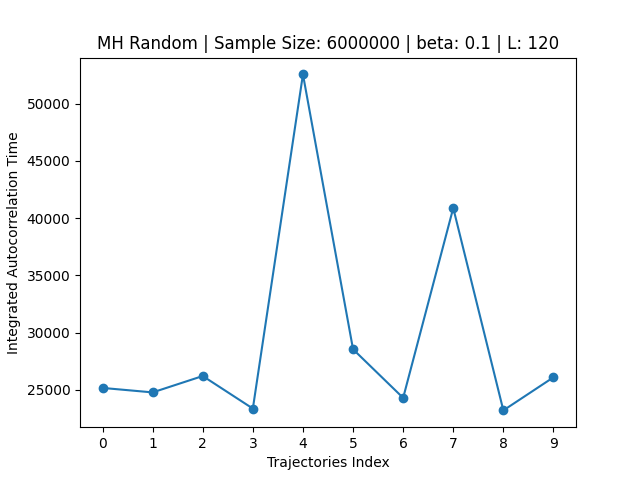 MH Random | Sample Size: 6000000 | beta: 0.1 | L: 120
Integrated Autocorrelation Time
50000
45000
40000
35000
30000
25000
0 1 2 3 4 5 6 7 8 9
Trajectories Index